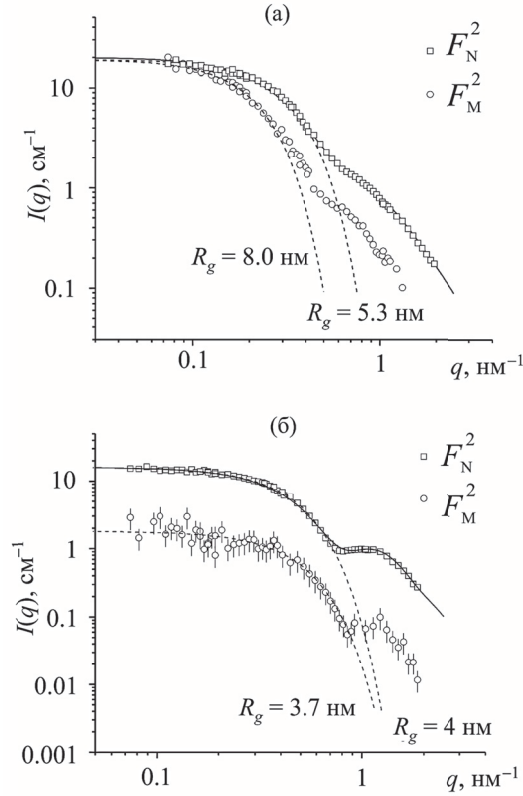 (а)
F_N^2
F_M^2
I(q), см⁻¹
10
1
0.1
R_g = 8.0 нм
R_g = 5.3 нм
0.1
1
q, нм⁻¹
(б)
F_N^2
F_M^2
I(q), см⁻¹
10
1
0.1
0.01
0.001
R_g = 3.7 нм
R_g = 4 нм
0.1
1
q, нм⁻¹